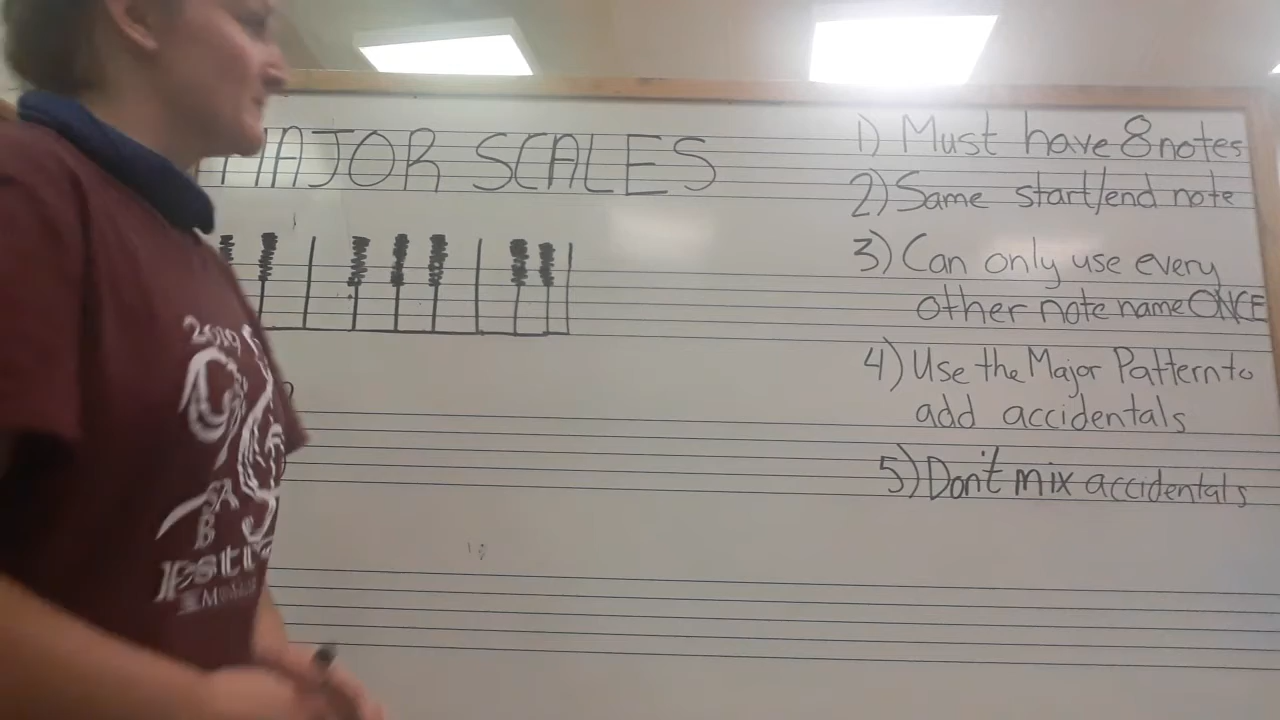 MAJOR SCALES
1) Must have 8 notes
2) Same start/end note
3) Can only use every
other note name ONCE
4) Use the Major Pattern to
add accidentals
5) Don't mix accidentals
2019